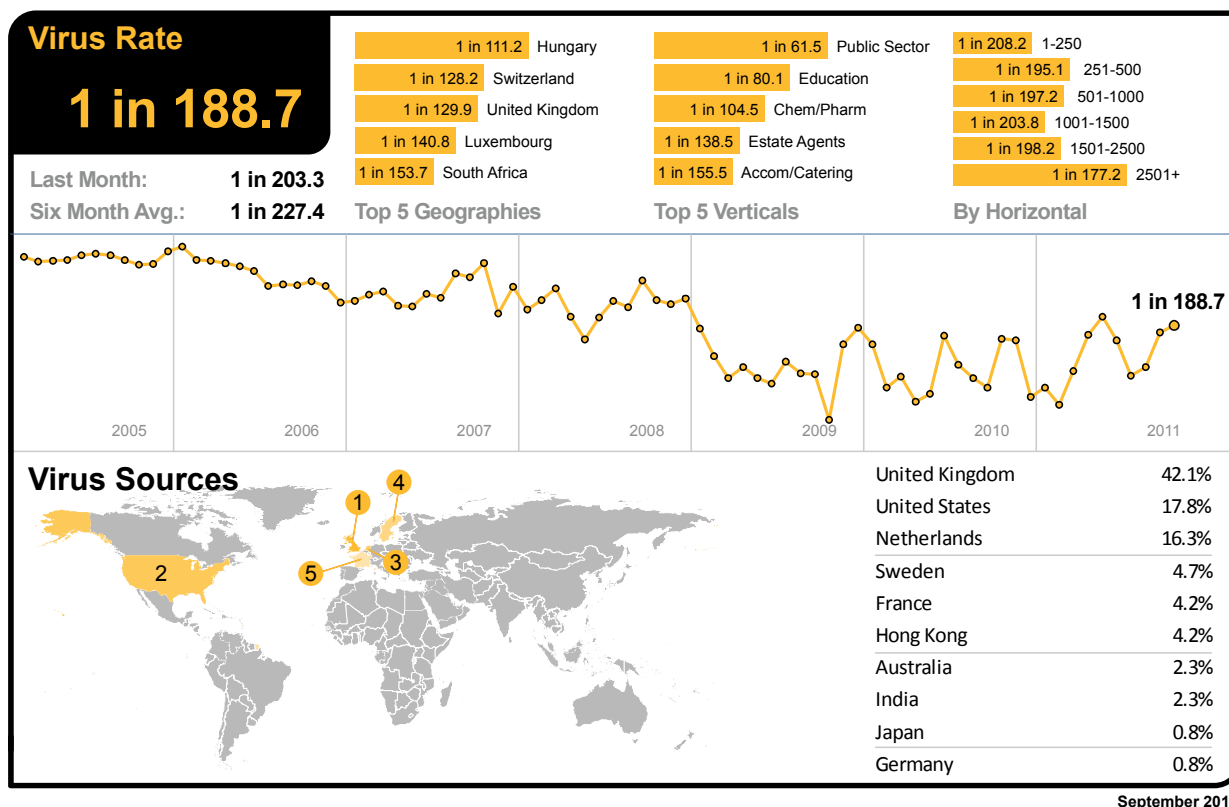 Virus Rate
1 in 188.7
Last Month: 1 in 203.3
Six Month Avg.: 1 in 227.4
1 in 111.2 Hungary
1 in 128.2 Switzerland
1 in 129.9 United Kingdom
1 in 140.8 Luxembourg
1 in 153.7 South Africa
Top 5 Geographies
1 in 61.5 Public Sector
1 in 80.1 Education
1 in 104.5 Chem/Pharm
1 in 138.5 Estate Agents
1 in 155.5 Accom/Catering
Top 5 Verticals
1 in 208.2 1-250
1 in 195.1 251-500
1 in 197.2 501-1000
1 in 203.8 1001-1500
1 in 198.2 1501-2500
1 in 177.2 2501+
By Horizontal
1 in 188.7
2005 2006 2007 2008 2009 2010 2011
Virus Sources
1
4
2
5
3
United Kingdom 42.1%
United States 17.8%
Netherlands 16.3%
Sweden 4.7%
France 4.2%
Hong Kong 4.2%
Australia 2.3%
India 2.3%
Japan 0.8%
Germany 0.8%
September 201